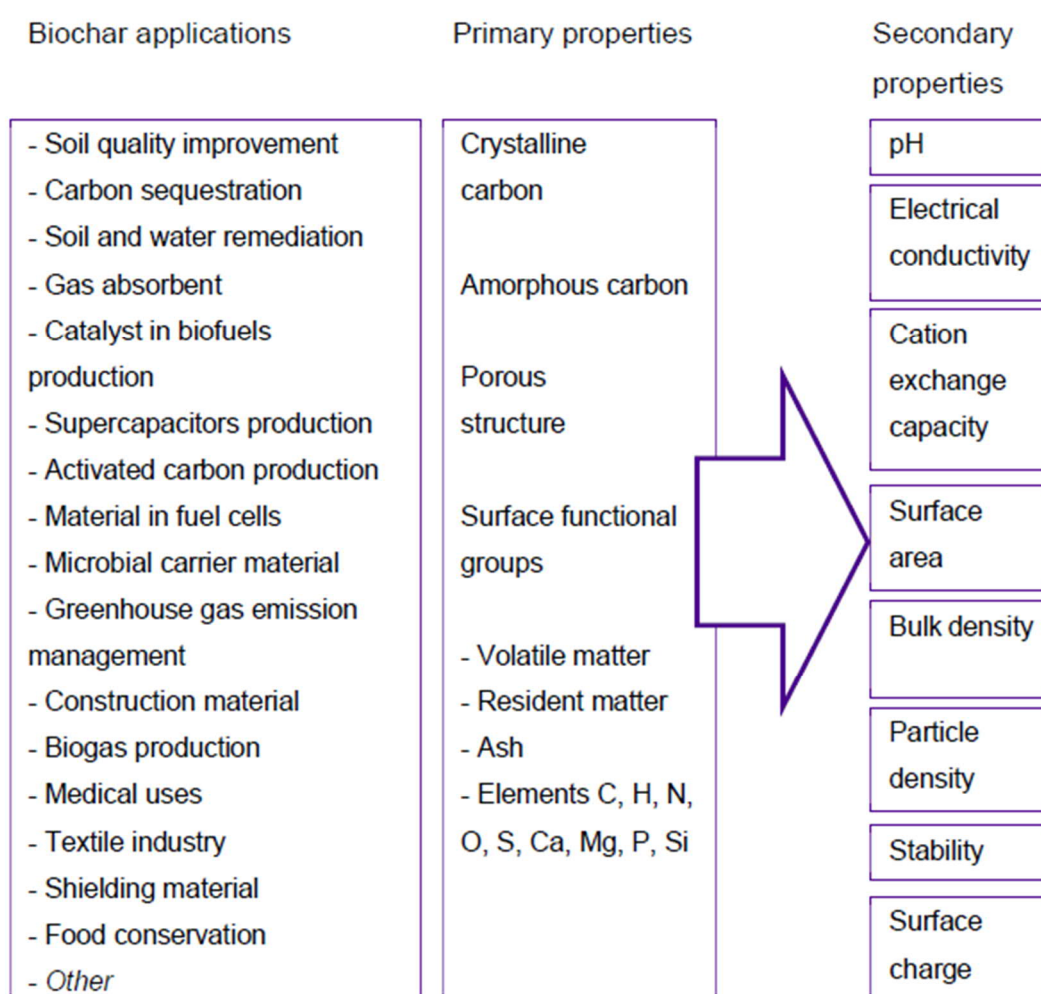 Biochar applications
- Soil quality improvement
- Carbon sequestration
- Soil and water remediation
- Gas absorbent
- Catalyst in biofuels
production
- Supercapacitors production
- Activated carbon production
- Material in fuel cells
- Microbial carrier material
- Greenhouse gas emission
management
- Construction material
- Biogas production
- Medical uses
- Textile industry
- Shielding material
- Food conservation
- Other
Primary properties
Crystalline
carbon
Amorphous carbon
Porous
structure
Surface functional
groups
- Volatile matter
- Resident matter
- Ash
- Elements C, H, N,
O, S, Ca, Mg, P, Si
Secondary
properties
pH
Electrical
conductivity
Cation
exchange
capacity
Surface
area
Bulk density
Particle
density
Stability
Surface
charge